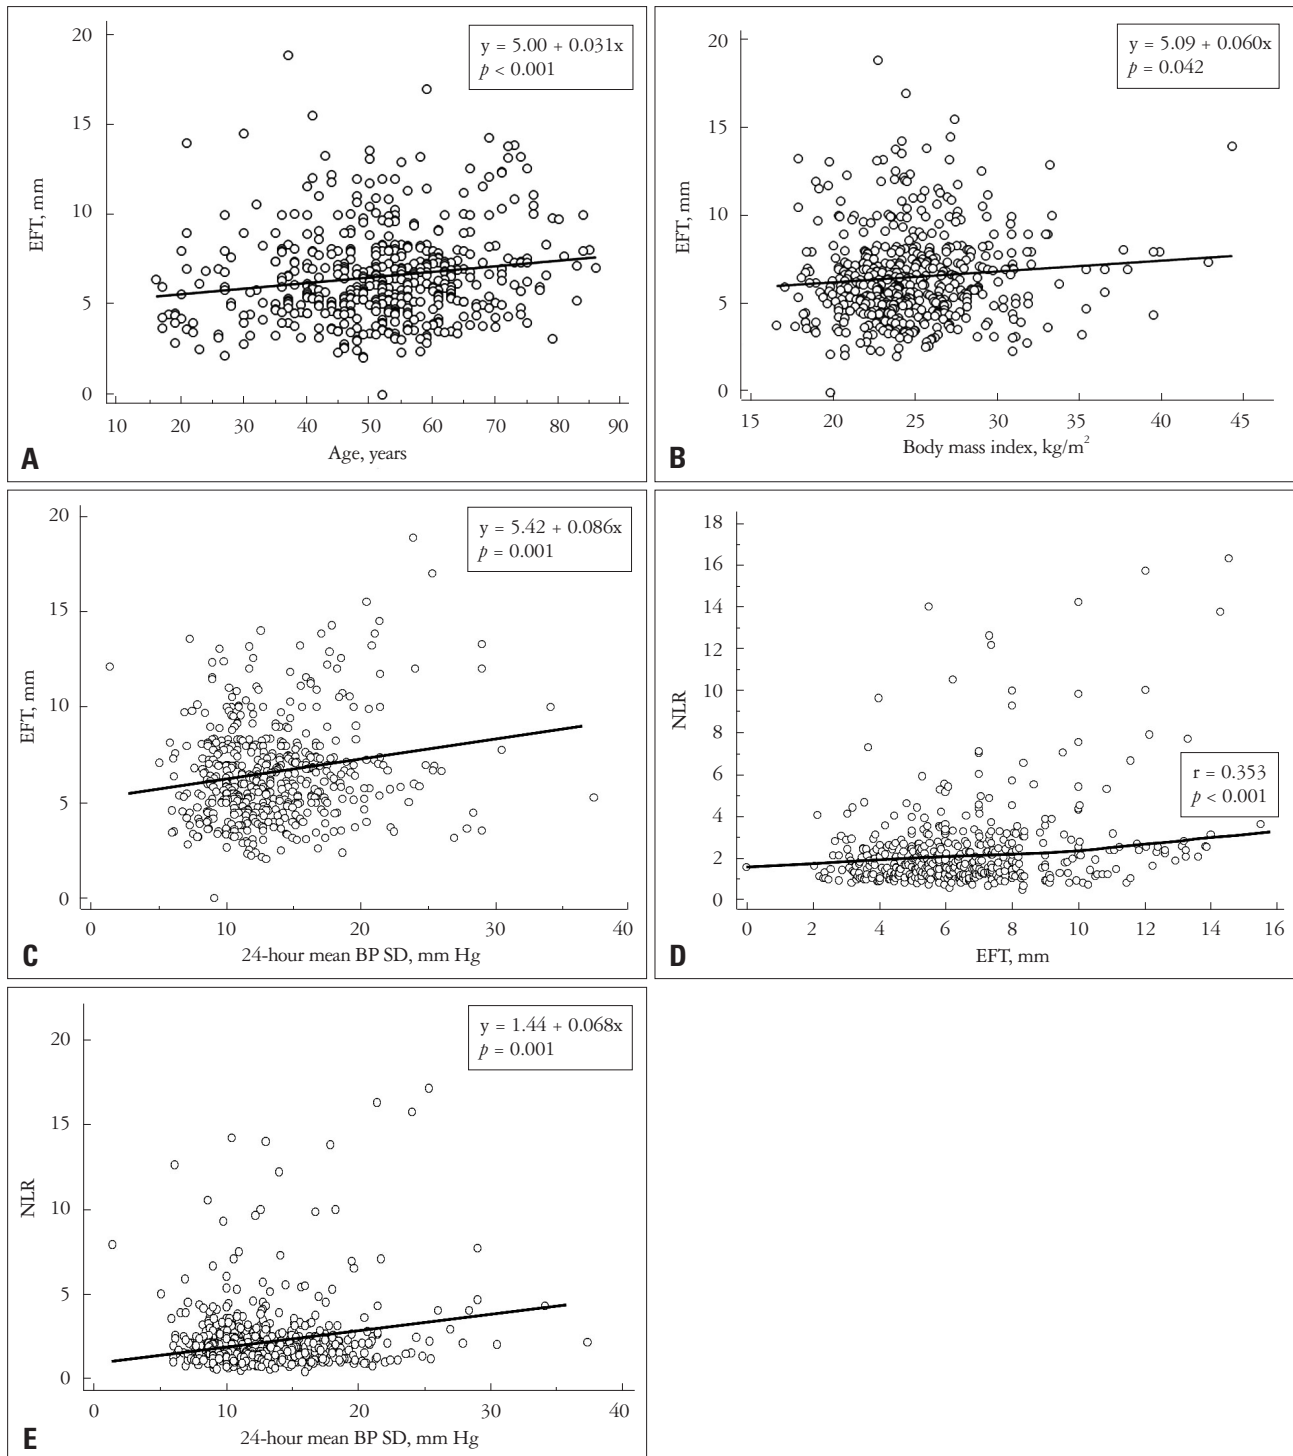 20
15
10
5
0
EFT, mm
y = 5.00 + 0.031x
p < 0.001
10 20 30 40 50 60 70 80 90
Age, years
A
20
15
10
5
0
EFT, mm
y = 5.09 + 0.060x
p = 0.042
15 20 25 30 35 40 45
Body mass index, kg/m²
B
20
15
10
5
0
EFT, mm
y = 5.42 + 0.086x
p = 0.001
0 10 20 30 40
24-hour mean BP SD, mm Hg
C
18
16
14
12
10
8
6
4
2
0
NLR
r = 0.353
p < 0.001
0 2 4 6 8 10 12 14 16
EFT, mm
D
20
15
10
5
0
NLR
y = 1.44 + 0.068x
p = 0.001
0 10 20 30 40
24-hour mean BP SD, mm Hg
E